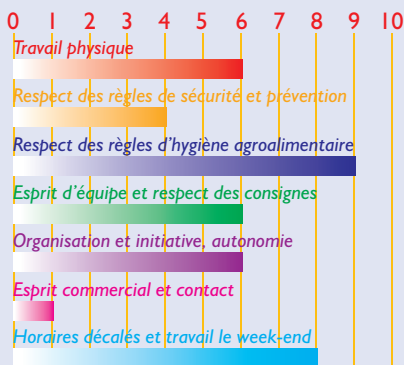 0 1 2 3 4 5 6 7 8 9 10
Travail physique
Respect des règles de sécurité et prévention
Respect des règles d'hygiène agroalimentaire
Esprit d'équipe et respect des consignes
Organisation et initiative, autonomie
Esprit commercial et contact
Horaires décalés et travail le week-end